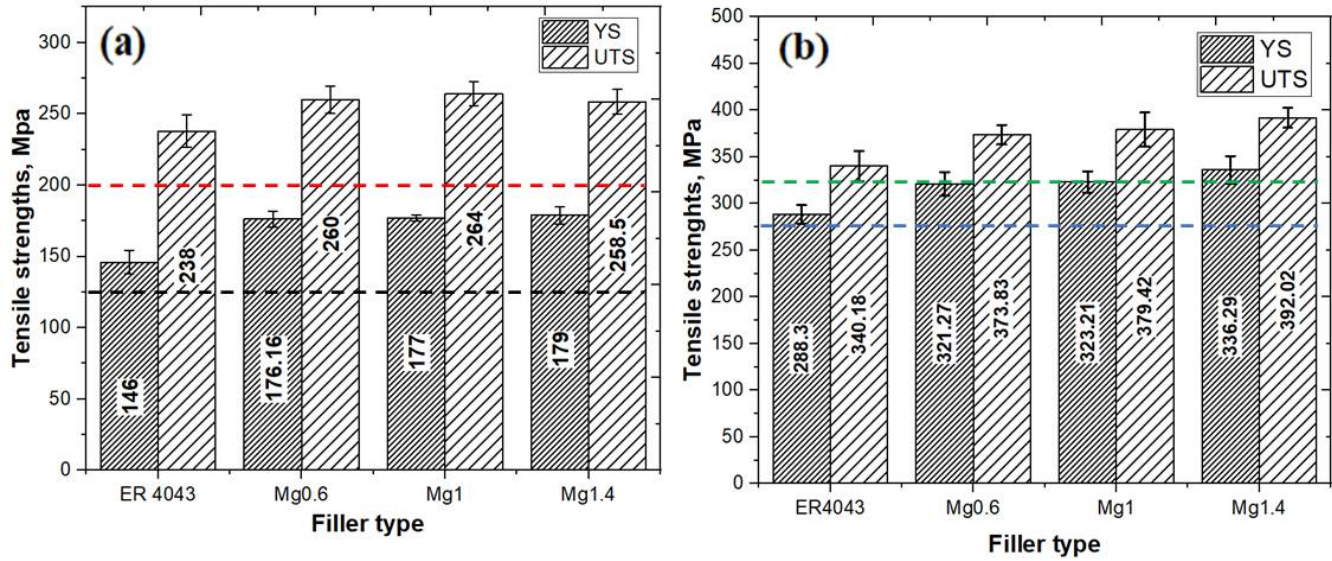 (a)
YS
UTS
Tensile strengths, Mpa
300
250
200
150
100
50
0
146
238
176.16
260
177
264
179
258.5
ER 4043
Mg0.6
Mg1
Mg1.4
Filler type
(b)
YS
UTS
Tensile strenghts, MPa
500
450
400
350
300
250
200
150
100
50
0
288.3
340.18
321.27
373.83
323.21
379.42
336.29
392.02
ER4043
Mg0.6
Mg1
Mg1.4
Filler type